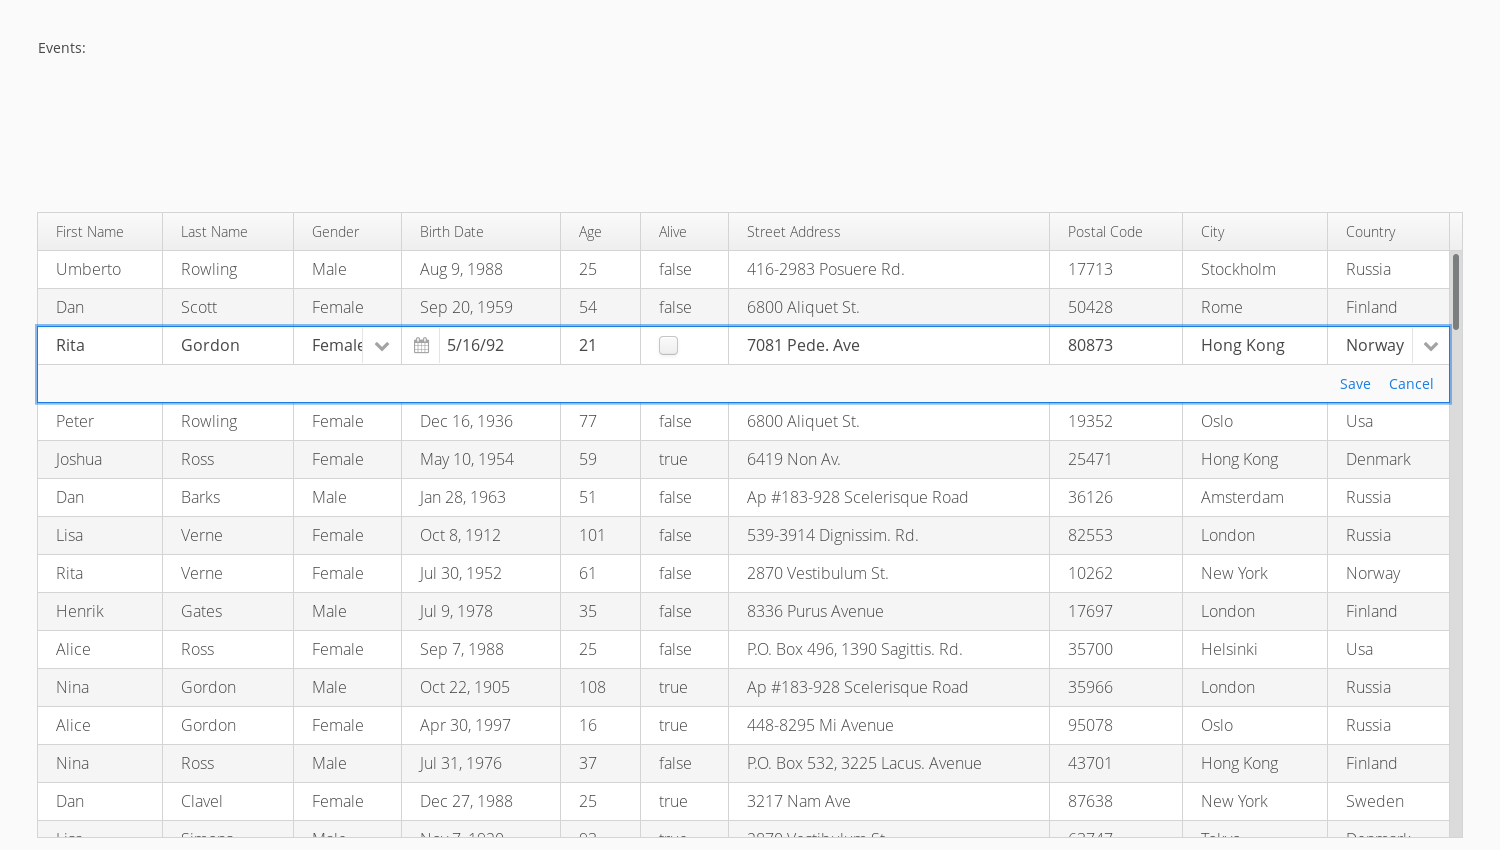 Events:
First Name Last Name Gender Birth Date Age Alive Street Address Postal Code City Country
Umberto Rowling Male Aug 9, 1988 25 false 416-2983 Posuere Rd. 17713 Stockholm Russia
Dan Scott Female Sep 20, 1959 54 false 6800 Aliquet St. 50428 Rome Finland
Rita Gordon Female 5/16/92 21 7081 Pede. Ave 80873 Hong Kong Norway
Save Cancel
Peter Rowling Female Dec 16, 1936 77 false 6800 Aliquet St. 19352 Oslo Usa
Joshua Ross Female May 10, 1954 59 true 6419 Non Av. 25471 Hong Kong Denmark
Dan Barks Male Jan 28, 1963 51 false Ap #183-928 Scelerisque Road 36126 Amsterdam Russia
Lisa Verne Female Oct 8, 1912 101 false 539-3914 Dignissim. Rd. 82553 London Russia
Rita Verne Female Jul 30, 1952 61 false 2870 Vestibulum St. 10262 New York Norway
Henrik Gates Male Jul 9, 1978 35 false 8336 Purus Avenue 17697 London Finland
Alice Ross Female Sep 7, 1988 25 false P.O. Box 496, 1390 Sagittis. Rd. 35700 Helsinki Usa
Nina Gordon Male Oct 22, 1905 108 true Ap #183-928 Scelerisque Road 35966 London Russia
Alice Gordon Female Apr 30, 1997 16 true 448-8295 Mi Avenue 95078 Oslo Russia
Nina Ross Male Jul 31, 1976 37 false P.O. Box 532, 3225 Lacus. Avenue 43701 Hong Kong Finland
Dan Clavel Female Dec 27, 1988 25 true 3217 Nam Ave 87638 New York Sweden